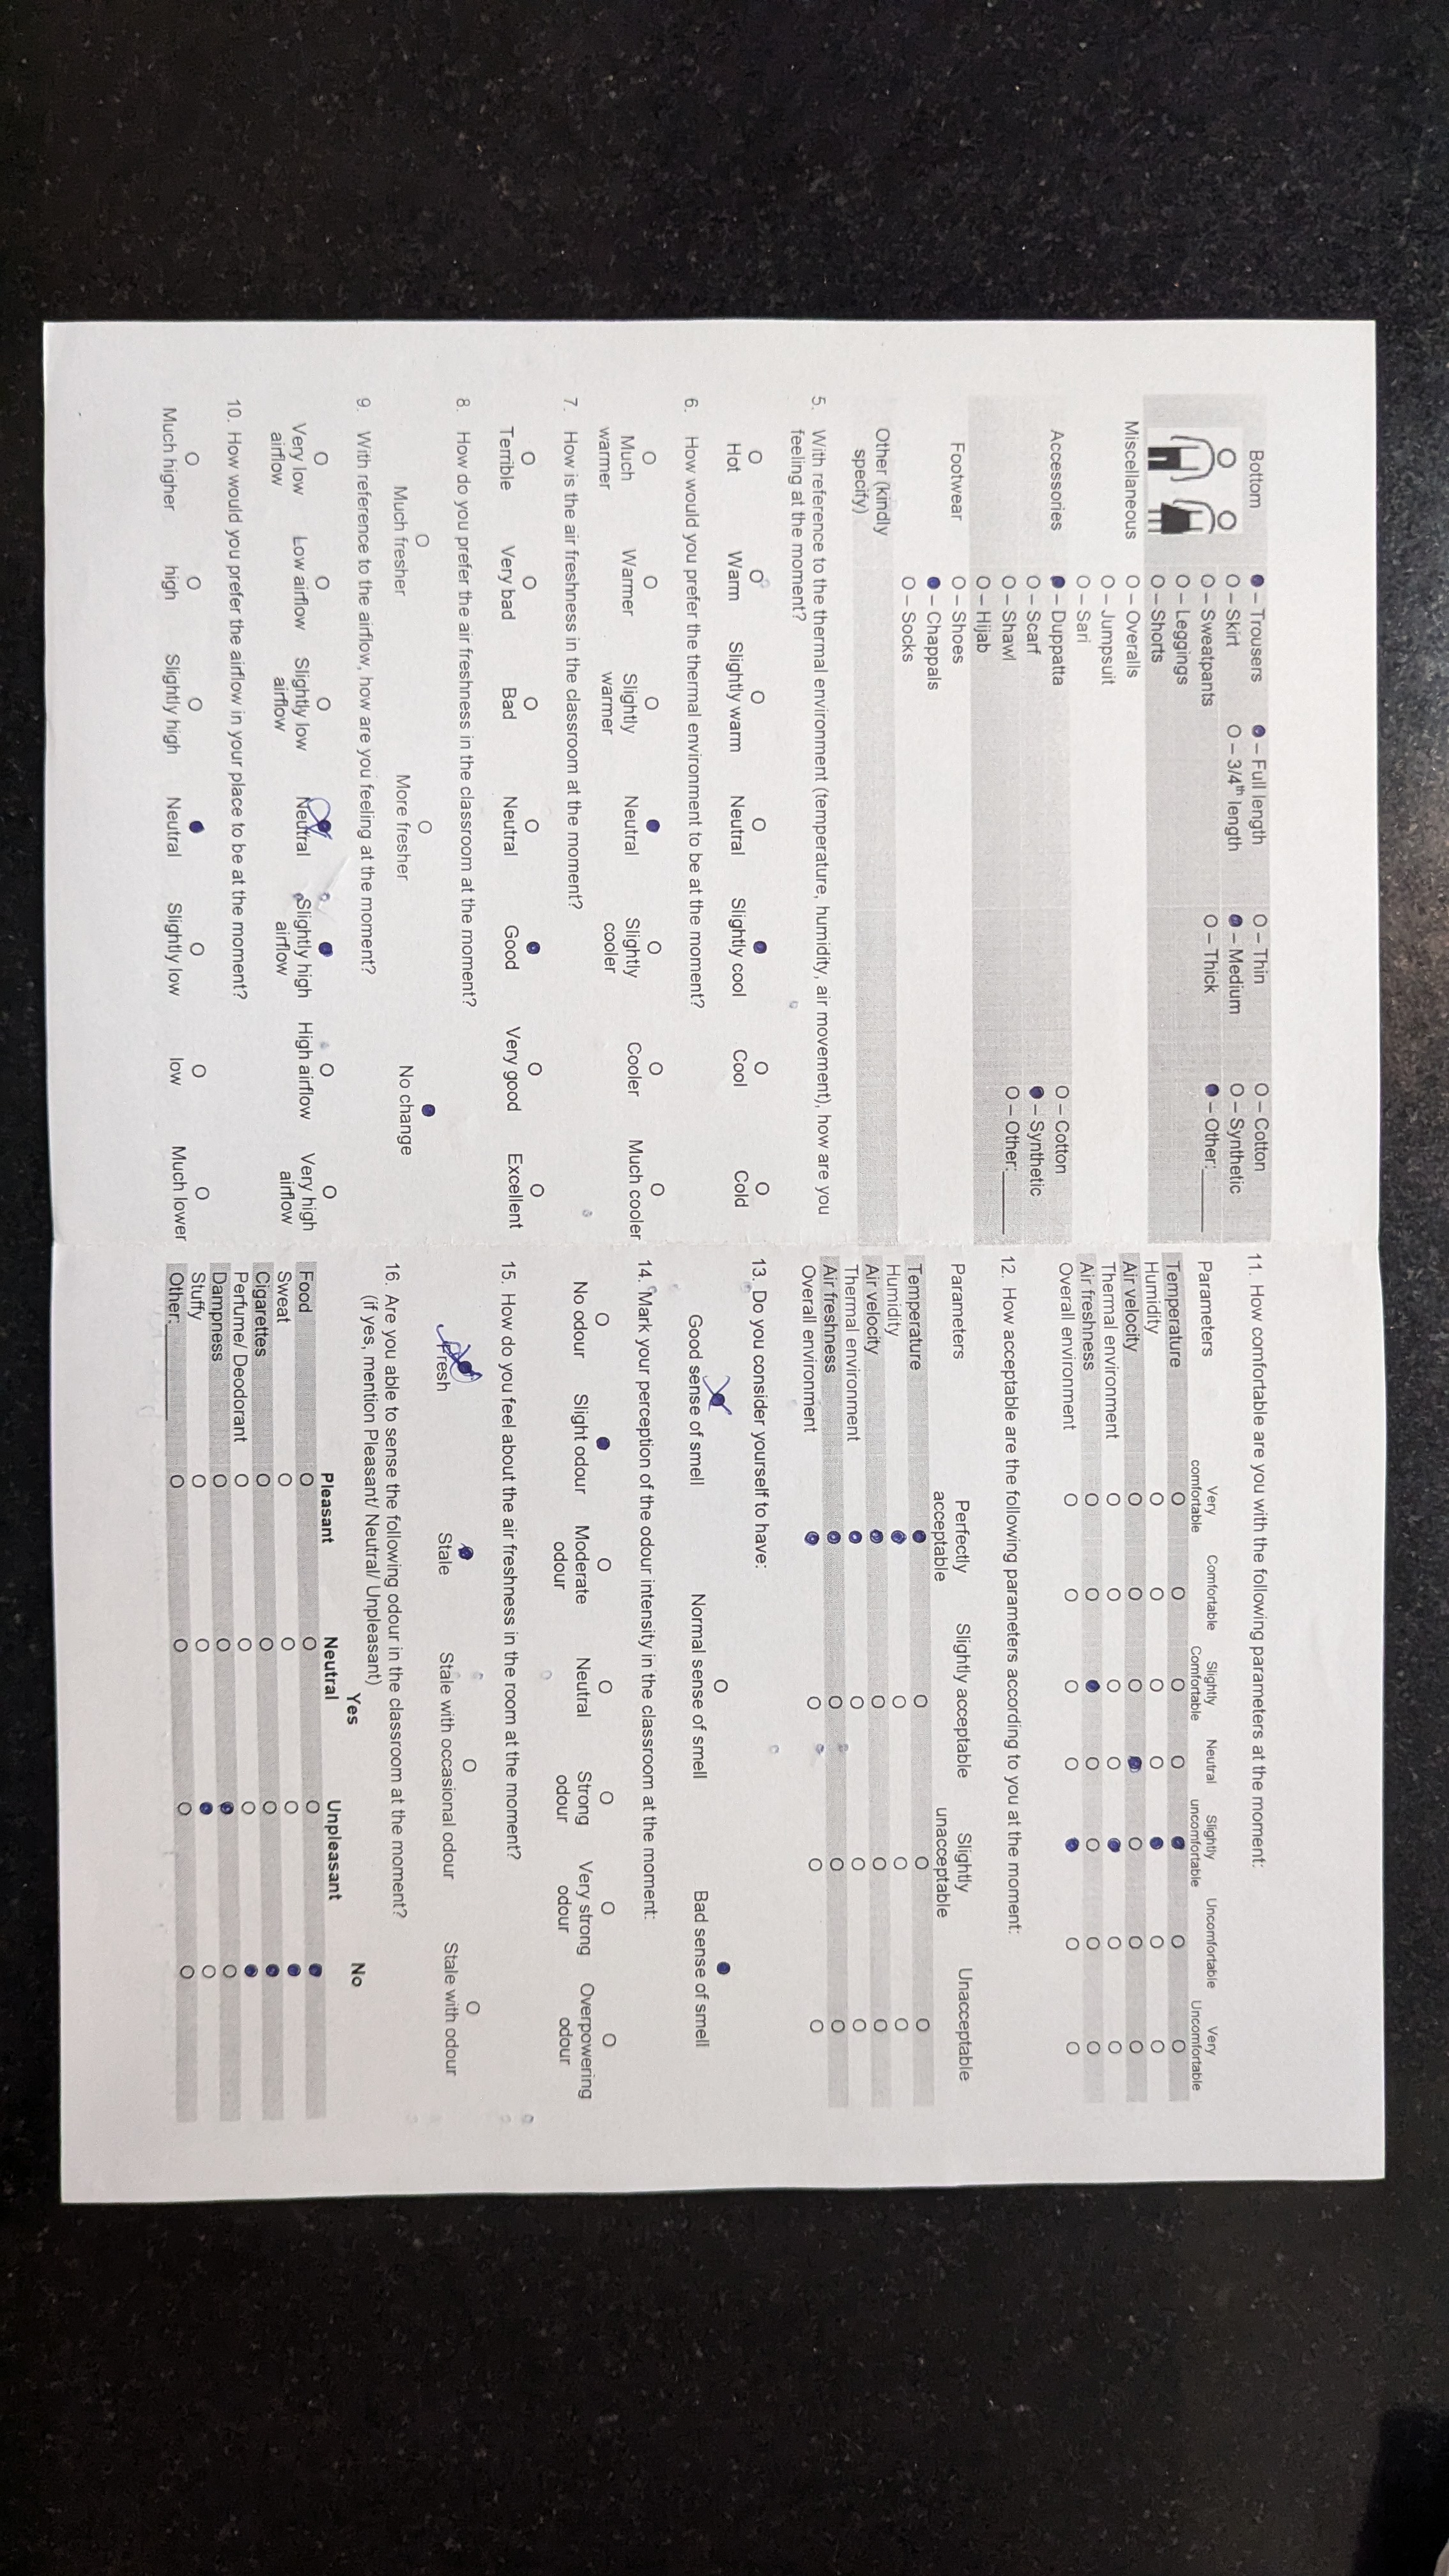 Bottom
● – Trousers ● – Full length O – Thin O – Cotton
O – Skirt O – 3/4th length ● – Medium O – Synthetic
O – Sweatpants O – Thick ● – Other:______
O – Leggings
O – Shorts
Miscellaneous O – Overalls
O – Jumpsuit
O – Sari
Accessories ● – Duppatta O – Cotton
O – Scarf ● – Synthetic
O – Shawl O – Other:______
O – Hijab
Footwear O – Shoes
● – Chappals
O – Socks
Other (kindly
specify)
5. With reference to the thermal environment (temperature, humidity, air movement), how are you
feeling at the moment?
O O O O ● O O
Hot Warm Slightly warm Neutral Slightly cool Cool Cold
6. How would you prefer the thermal environment to be at the moment?
O O O ● O O O
Much warmer Warmer Slightly warmer Neutral Slightly cooler Cooler Much cooler
7. How is the air freshness in the classroom at the moment?
O O O O ● O O
Terrible Very bad Bad Neutral Good Very good Excellent
8. How do you prefer the air freshness in the classroom at the moment?
O O ●
Much fresher More fresher No change
9. With reference to the airflow, how are you feeling at the moment?
O O O ● ● O O
Very low airflow Low airflow Slightly low airflow Neutral Slightly high airflow High airflow Very high airflow
10. How would you prefer the airflow in your place to be at the moment?
O O O ● O O O
Much higher high Slightly high Neutral Slightly low low Much lower
11. How comfortable are you with the following parameters at the moment:
Parameters Very comfortable Comfortable Slightly Comfortable Neutral Slightly uncomfortable Uncomfortable Very Uncomfortable
Temperature O O O O ● O O
Humidity O O O O ● O O
Air velocity O O O ● O O O
Thermal environment O O O O ● O O
Air freshness O O ● O O O O
Overall environment O O O O ● O O
12. How acceptable are the following parameters according to you at the moment:
Parameters Perfectly acceptable Slightly acceptable Slightly unacceptable Unacceptable
Temperature ● O O O
Humidity ● O O O
Air velocity ● O O O
Thermal environment ● O O O
Air freshness ● O O O
Overall environment ● O O O
13. Do you consider yourself to have:
● O ●
Good sense of smell Normal sense of smell Bad sense of smell
14. Mark your perception of the odour intensity in the classroom at the moment:
O ● O O O O O
No odour Slight odour Moderate odour Neutral Strong odour Very strong odour Overpowering odour
15. How do you feel about the air freshness in the room at the moment?
● ● O O
Fresh Stale Stale with occasional odour Stale with odour
16. Are you able to sense the following odour in the classroom at the moment?
(if yes, mention Pleasant/ Neutral/ Unpleasant)
Yes No
Pleasant Neutral Unpleasant
Food O O O ●
Sweat O O O ●
Cigarettes O O O ●
Perfume/ Deodorant O O O ●
Dampness O O ● O
Stuffy O O ● O
Other:__________ O O O O